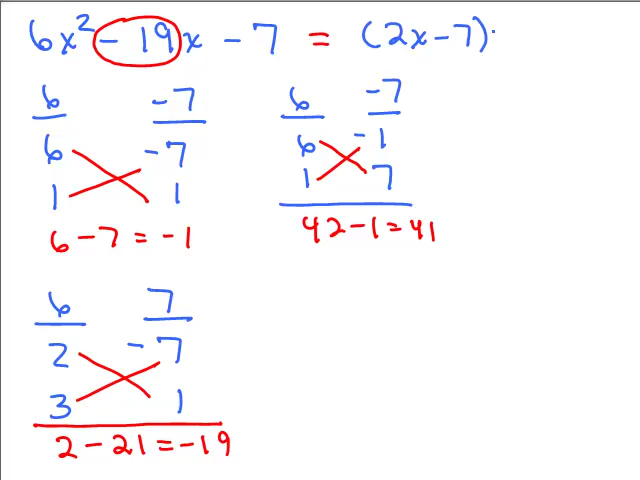 6x² - 19x - 7 = (2x - 7)
6 -7
6 -7
1 1
6 - 7 = -1
6 -7
6 -1
1 7
42 - 1 = 41
6 7
2 -7
3 1
2 - 21 = -19